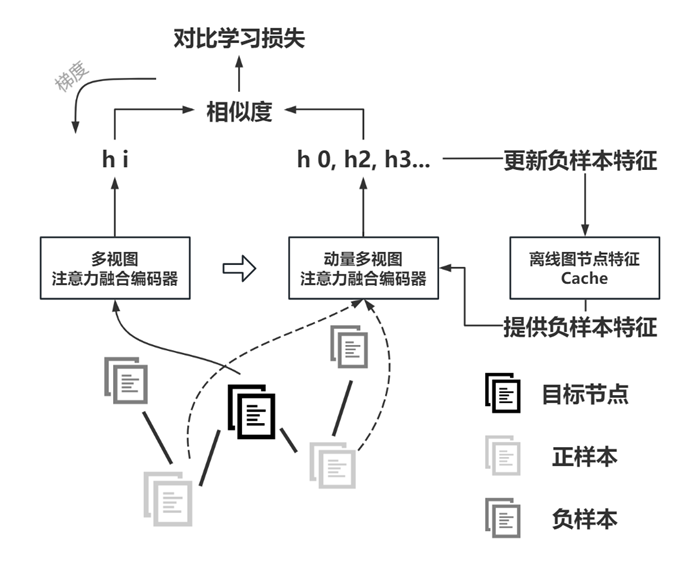 对比学习损失
梯度
相似度
h i
h 0, h2, h3...
更新负样本特征
多视图
注意力融合编码器
动量多视图
注意力融合编码器
离线图节点特征
Cache
提供负样本特征
目标节点
正样本
负样本